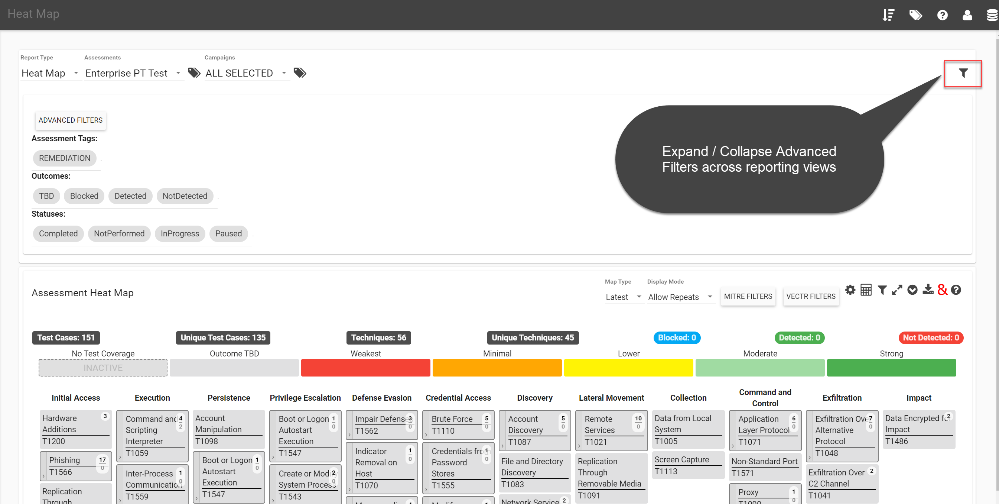 Heat Map
Report Type
Assessments
Campaigns
Heat Map
Enterprise PT Test
ALL SELECTED
Expand / Collapse Advanced
Filters across reporting views
ADVANCED FILTERS
Assessment Tags:
REMEDIATION
Outcomes:
TBD Blocked Detected NotDetected
Statuses:
Completed NotPerformed InProgress Paused
Assessment Heat Map
Map Type
Latest
Display Mode
Allow Repeats
MITRE FILTERS
VECTR FILTERS
&
Test Cases: 151
Unique Test Cases: 135
Techniques: 56
Unique Techniques: 45
Blocked: 0
Detected: 0
Not Detected: 0
No Test Coverage
Outcome TBD
Weakest
Minimal
Lower
Moderate
Strong
INACTIVE
Initial Access
Hardware 3
Additions
T1200
Phishing 17
0
T1566
Replication
Through
Execution
Command and 4
2
Scripting
Interpreter
T1059
Inter-Process 1
0
Communication
T1559
Persistence
Account
Manipulation
T1098
Boot or Logon 1
0
Autostart
Execution
T1547
Privilege Escalation
Boot or Logon 1
0
Autostart
Execution
T1547
Create or Modify 2
0
System Process
T1543
Defense Evasion
Impair Defenses 3
0
T1562
Indicator 1
0
Removal on
Host
T1070
Credential Access
Brute Force 5
0
T1110
Credentials from 1
0
Password
Stores
T1555
Discovery
Account 5
0
Discovery
T1087
File and Directory
Discovery
T1083
Network Service 2
Lateral Movement
Remote 10
0
Services
T1021
Replication
Through
Removable Media
T1091
Collection
Data from Local
System
T1005
Screen Capture
T1113
Command and
Control
Application 6
0
Layer Protocol
T1071
Non-Standard Port
T1571
Proxy 1
0
T1090
Exfiltration
Exfiltration Over 7
0
Alternative
Protocol
T1048
Exfiltration Over 2
C2 Channel
T1041
Impact
Data Encrypted for 2
Impact
T1486